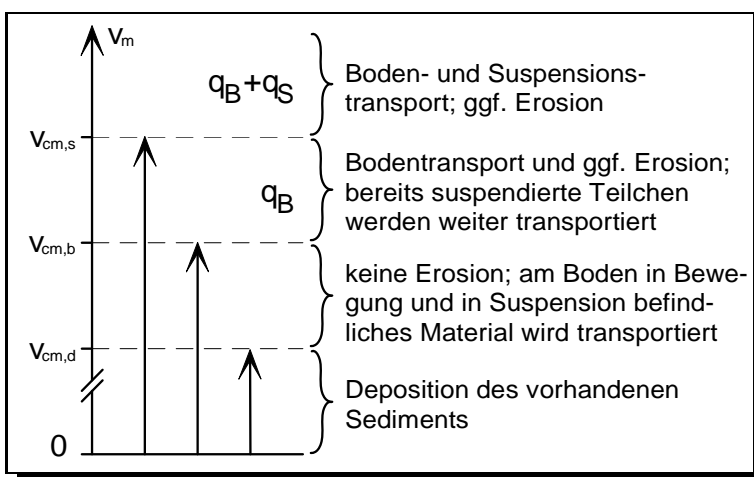 vₘ
q_B+q_S
Boden- und Suspensions-
transport; ggf. Erosion
v_cm,s
q_B
Bodentransport und ggf. Erosion;
bereits suspendierte Teilchen
werden weiter transportiert
v_cm,b
keine Erosion; am Boden in Bewe-
gung und in Suspension befind-
liches Material wird transportiert
v_cm,d
Deposition des vorhandenen
Sediments
0